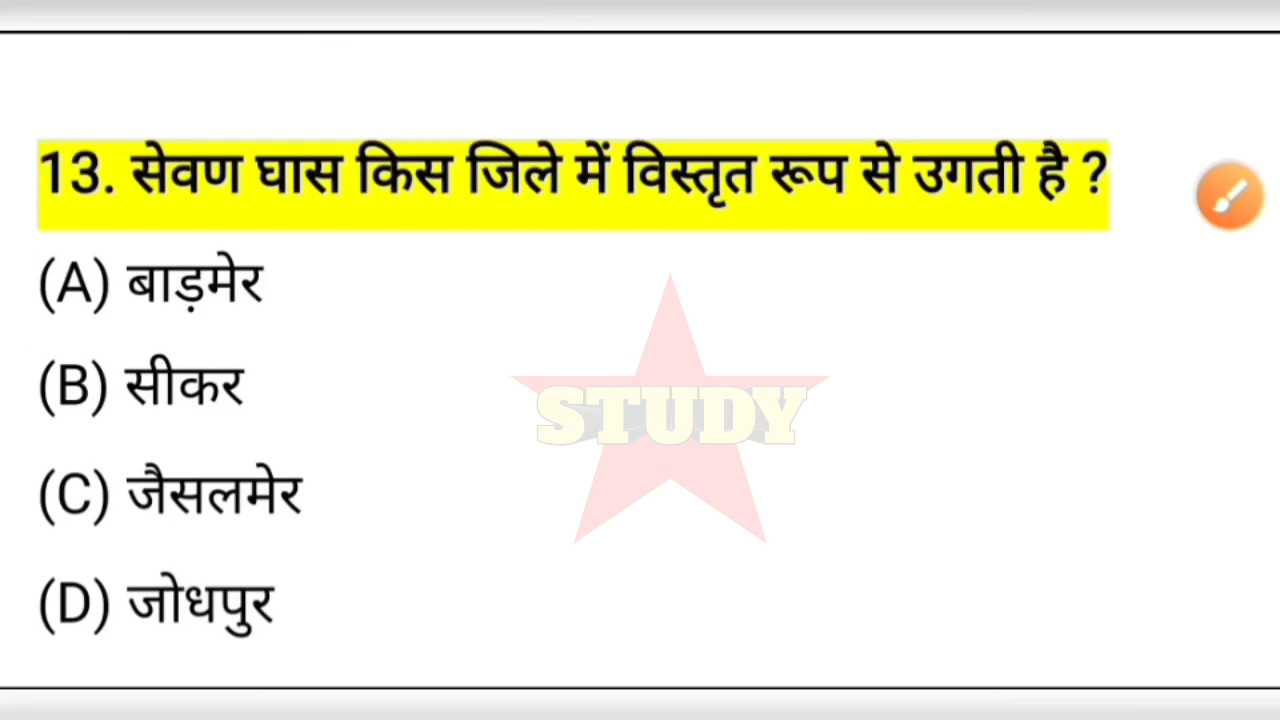 13. सेवण घास किस जिले में विस्तृत रूप से उगती है ?
(A) बाड़मेर
(B) सीकर
STUDY
(C) जैसलमेर
(D) जोधपुर